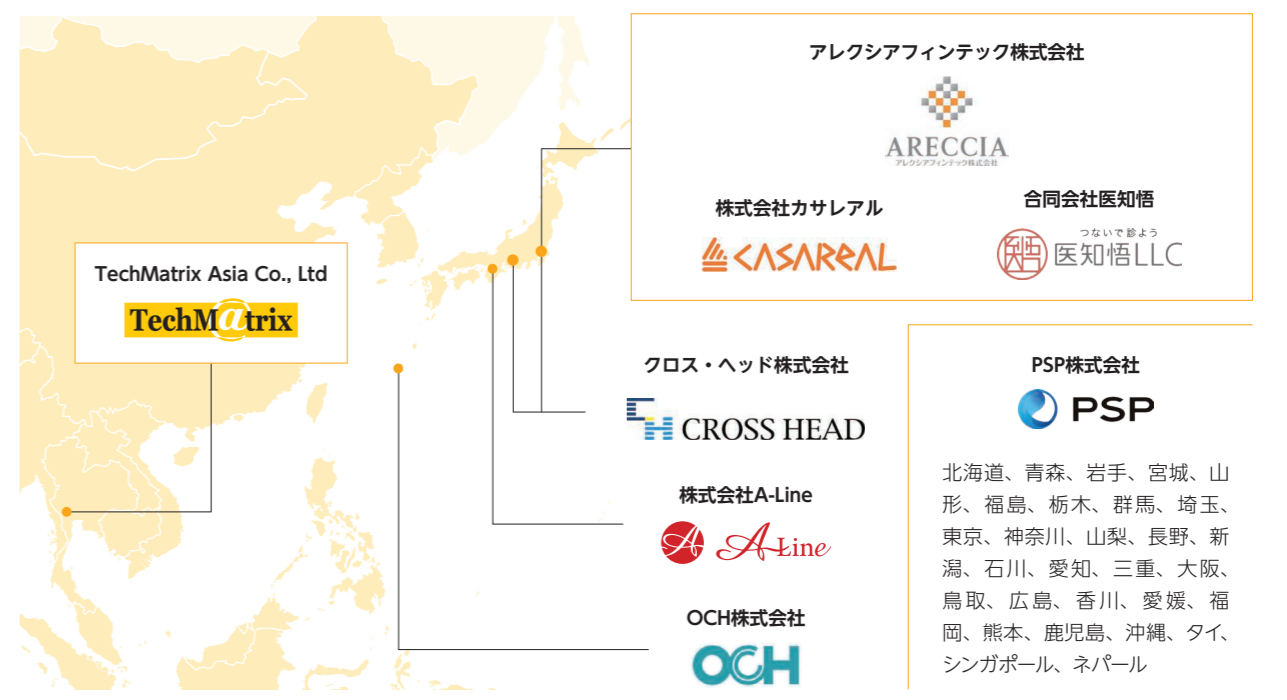 アレクシアフィンテック株式会社
ARECCIA
アレクシアフィンテック株式会社
株式会社カサレアル
CASAREAL
合同会社医知悟
つないで診よう
医知悟LLC
TechMatrix Asia Co., Ltd
TechM@trix
クロス・ヘッド株式会社
CH CROSS HEAD
株式会社A-Line
A A-Line
OCH株式会社
OCH
PSP株式会社
PSP
北海道、青森、岩手、宮城、山
形、福島、栃木、群馬、埼玉、
東京、神奈川、山梨、長野、新
潟、石川、愛知、三重、大阪、
鳥取、広島、香川、愛媛、福
岡、熊本、鹿児島、沖縄、タイ、
シンガポール、ネパール